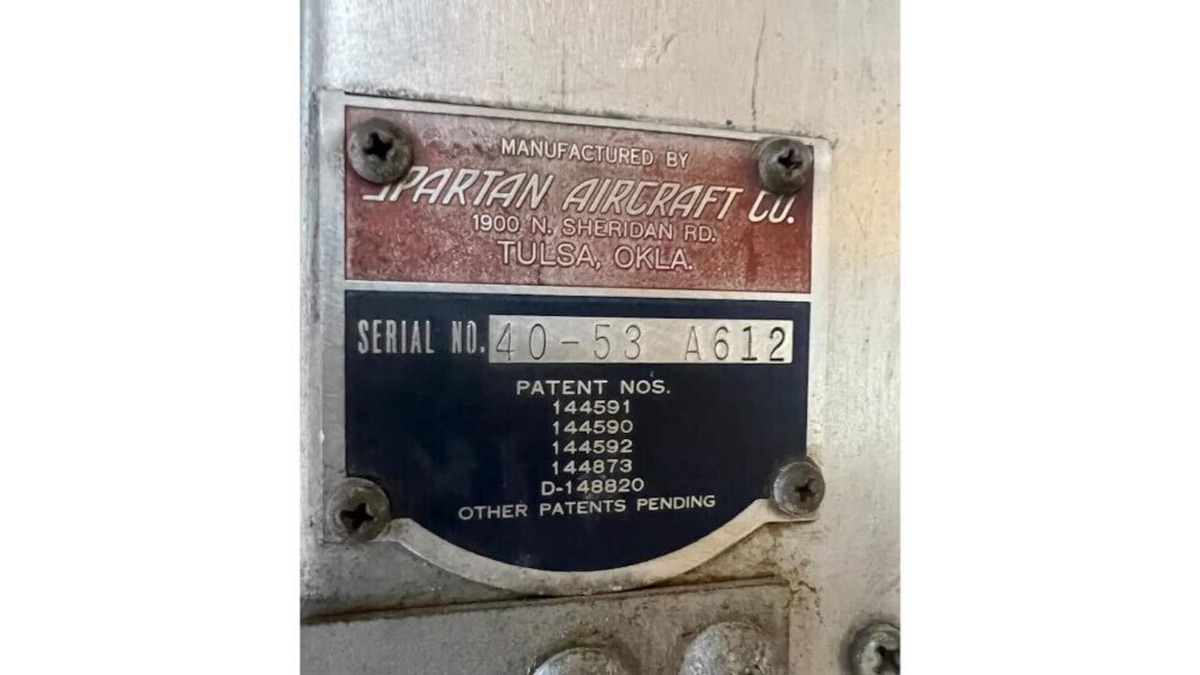 MANUFACTURED BY
SPARTAN AIRCRAFT CO.
1900 N. SHERIDAN RD.
TULSA, OKLA.
SERIAL NO. 40-53 A612
PATENT NOS.
144591
144590
144592
144873
D-148820
OTHER PATENTS PENDING